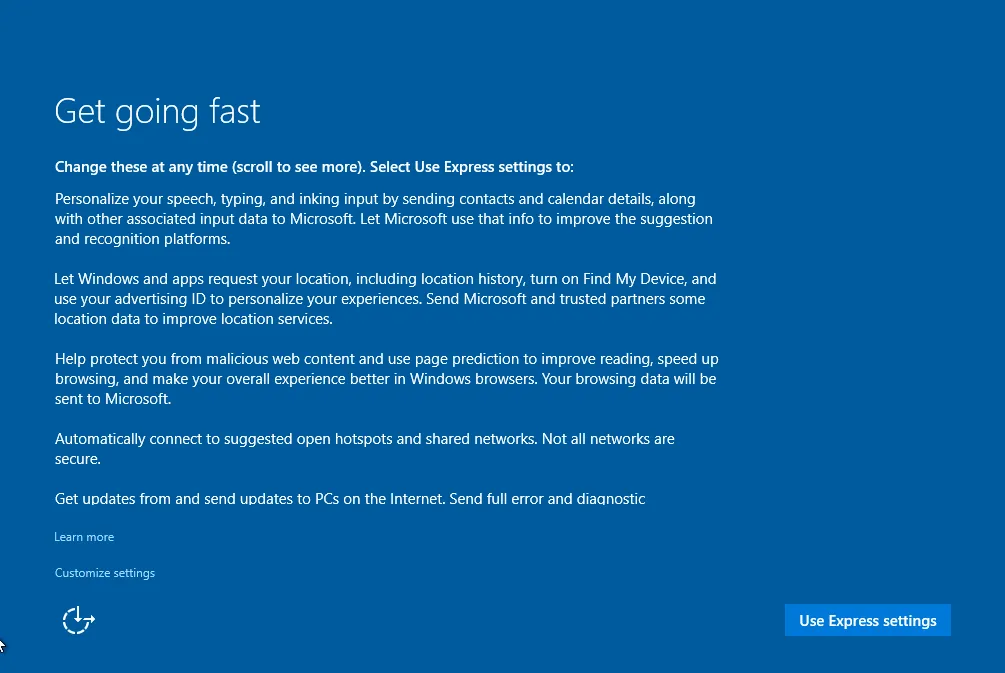 Get going fast
Change these at any time (scroll to see more). Select Use Express settings to:
Personalize your speech, typing, and inking input by sending contacts and calendar details, along
with other associated input data to Microsoft. Let Microsoft use that info to improve the suggestion
and recognition platforms.
Let Windows and apps request your location, including location history, turn on Find My Device, and
use your advertising ID to personalize your experiences. Send Microsoft and trusted partners some
location data to improve location services.
Help protect you from malicious web content and use page prediction to improve reading, speed up
browsing, and make your overall experience better in Windows browsers. Your browsing data will be
sent to Microsoft.
Automatically connect to suggested open hotspots and shared networks. Not all networks are
secure.
Get updates from and send updates to PCs on the Internet. Send full error and diagnostic
Learn more
Customize settings
Use Express settings